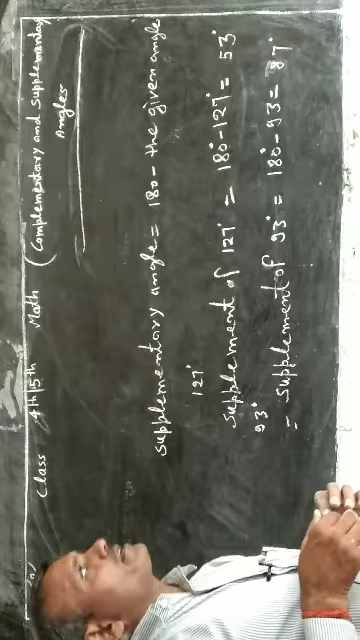 Class 4th/5th Math (Complementary and Supplementary
Angles
Supplementary angle = 180 - the given angle
127°
Supplement of 127° = 180° - 127° = 53°
93°
= Supplement of 93° = 180° - 93 = 87°